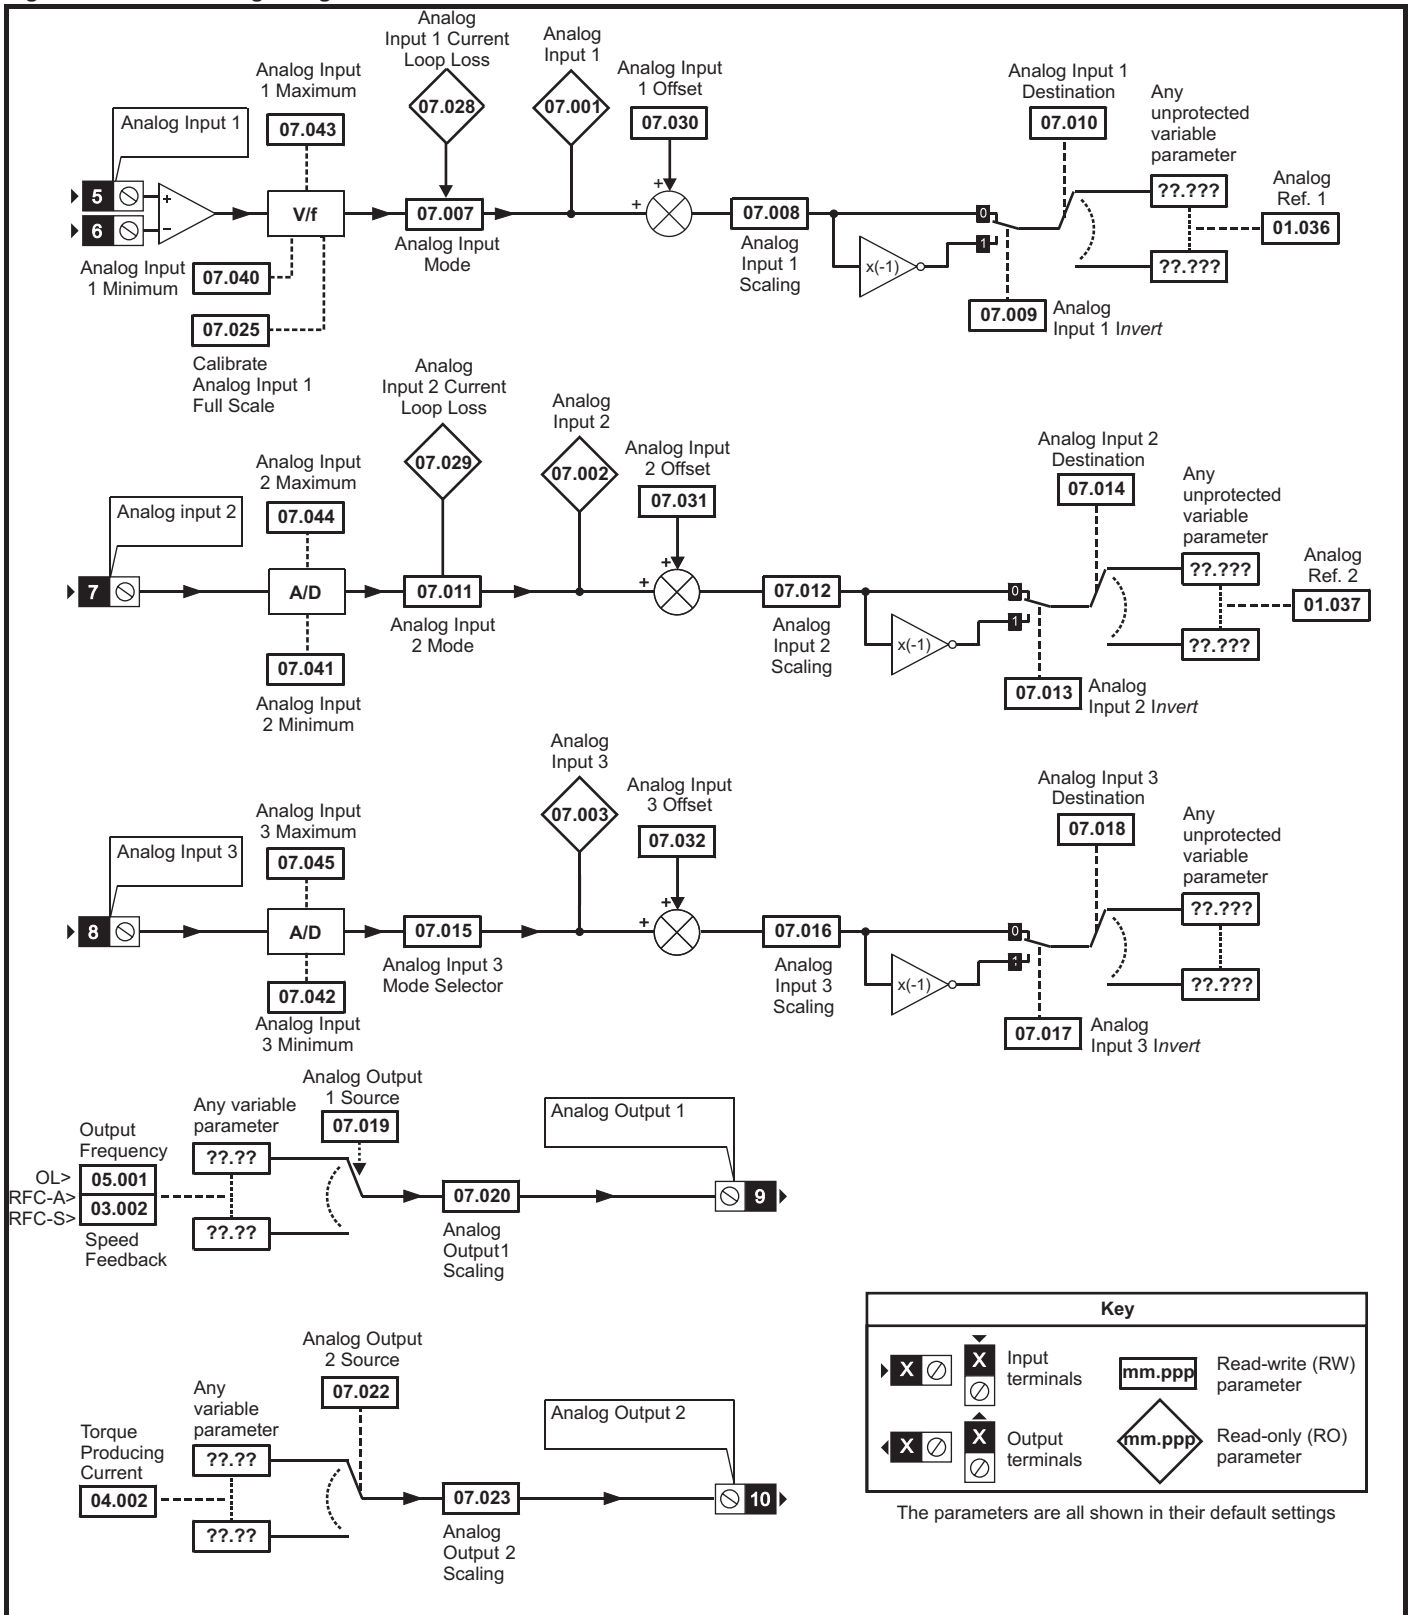 Analog
Input 1 Current
Loop Loss
07.028
Analog
Input 1
07.001
Analog Input
1 Maximum
07.043
Analog Input
1 Offset
07.030
Analog Input 1
Destination
07.010
Any
unprotected
variable
parameter
??.???
??.???
Analog
Ref. 1
01.036
Analog Input 1
5
6
+
−
V/f
07.007
Analog Input
Mode
+
+
07.008
Analog
Input 1
Scaling
x(-1)
0
1
07.009
Analog
Input 1 Invert
Analog Input
1 Minimum
07.040
07.025
Calibrate
Analog Input 1
Full Scale
Analog
Input 2 Current
Loop Loss
07.029
Analog
Input 2
07.002
Analog Input
2 Maximum
07.044
Analog Input
2 Offset
07.031
Analog Input 2
Destination
07.014
Any
unprotected
variable
parameter
??.???
??.???
Analog
Ref. 2
01.037
Analog input 2
7
A/D
07.011
Analog Input
2 Mode
+
+
07.012
Analog
Input 2
Scaling
x(-1)
0
1
07.013
Analog
Input 2 Invert
07.041
Analog Input
2 Minimum
Analog
Input 3
07.003
Analog Input
3 Maximum
07.045
Analog Input
3 Offset
07.032
Analog Input 3
Destination
07.018
Any
unprotected
variable
parameter
??.???
??.???
Analog Input 3
8
A/D
07.015
Analog Input 3
Mode Selector
+
+
07.016
Analog
Input 3
Scaling
x(-1)
0
1
07.017
Analog
Input 3 Invert
07.042
Analog Input
3 Minimum
Analog Output
1 Source
07.019
Any variable
parameter
??.??
??.??
Output
Frequency
OL>
05.001
RFC-A>
03.002
RFC-S>
Speed
Feedback
07.020
Analog
Output1
Scaling
Analog Output 1
9
Analog Output
2 Source
07.022
Any
variable
parameter
??.??
??.??
Torque
Producing
Current
04.002
07.023
Analog
Output 2
Scaling
Analog Output 2
10
Key
X
X
Input
terminals
mm.ppp
Read-write (RW)
parameter
X
X
Output
terminals
mm.ppp
Read-only (RO)
parameter
The parameters are all shown in their default settings